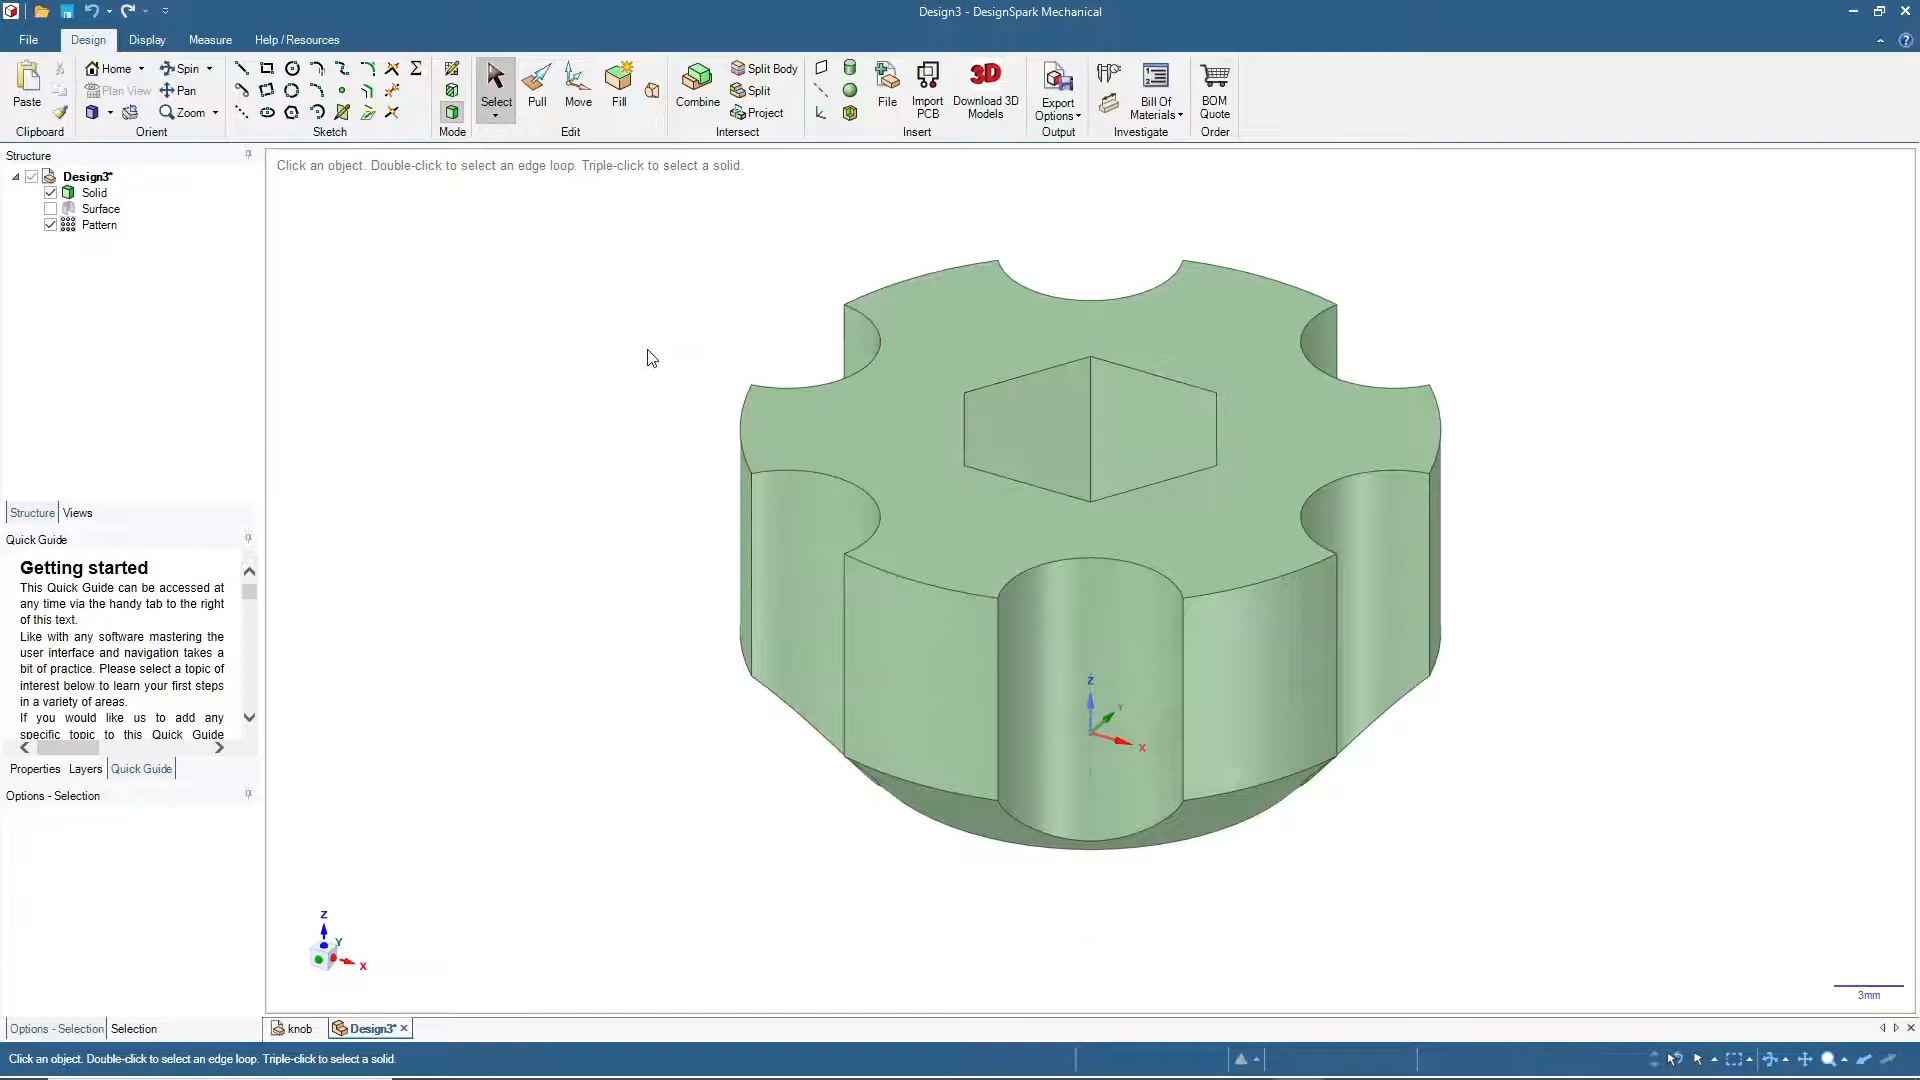 Design3 - DesignSpark Mechanical
File Design Display Measure Help / Resources
Paste
Home Spin
Plan View Pan
Zoom
Select Pull Move Fill
Combine
Split Body
Split
Project
File
Import PCB
Download 3D Models
3D
Export Options
Bill Of Materials
BOM Quote
Clipboard Orient Sketch Mode Edit Intersect Insert Output Investigate Order
Structure
Click an object. Double-click to select an edge loop. Triple-click to select a solid.
Design3*
Solid
Surface
Pattern
Structure Views
Quick Guide
Getting started
This Quick Guide can be accessed at
any time via the handy tab to the right
of this text.
Like with any software mastering the
user interface and navigation takes a
bit of practice. Please select a topic of
interest below to learn your first steps
in a variety of areas.
If you would like us to add any
specific topic to this Quick Guide
Properties Layers Quick Guide
Options - Selection
Z
Y
X
Z
Y
X
3mm
Options - Selection Selection
knob Design3*
Click an object. Double-click to select an edge loop. Triple-click to select a solid.